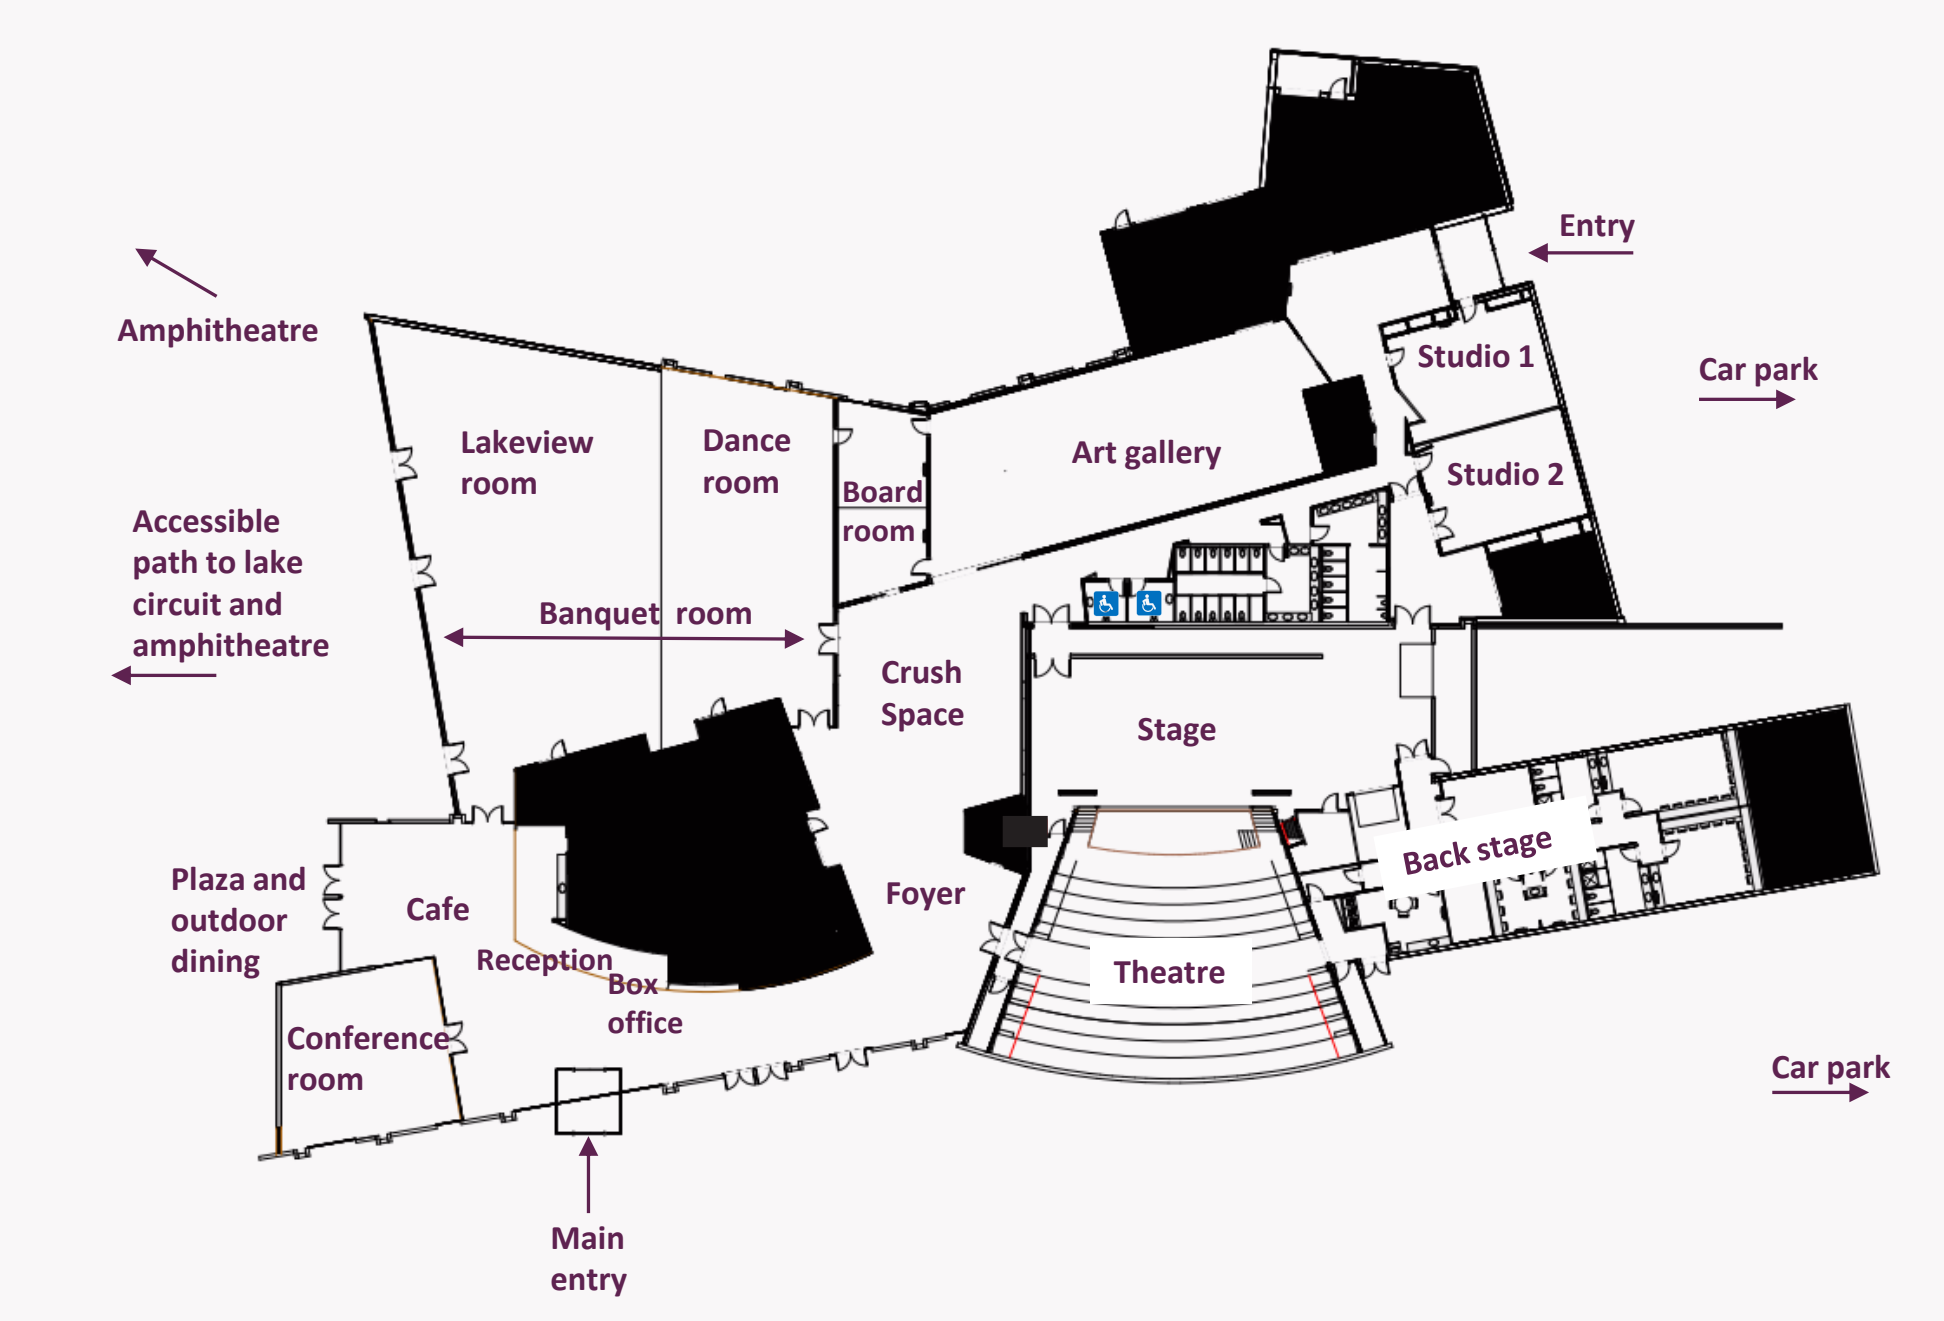 Entry
Amphitheatre
Studio 1
Car park
Lakeview
room
Dance
room
Art gallery
Studio 2
Board
room
Accessible
path to lake
circuit and
amphitheatre
Banquet room
Crush
Space
Stage
Back stage
Plaza and
outdoor
dining
Cafe
Foyer
Reception
Box
office
Theatre
Conference
room
Car park
Main
entry